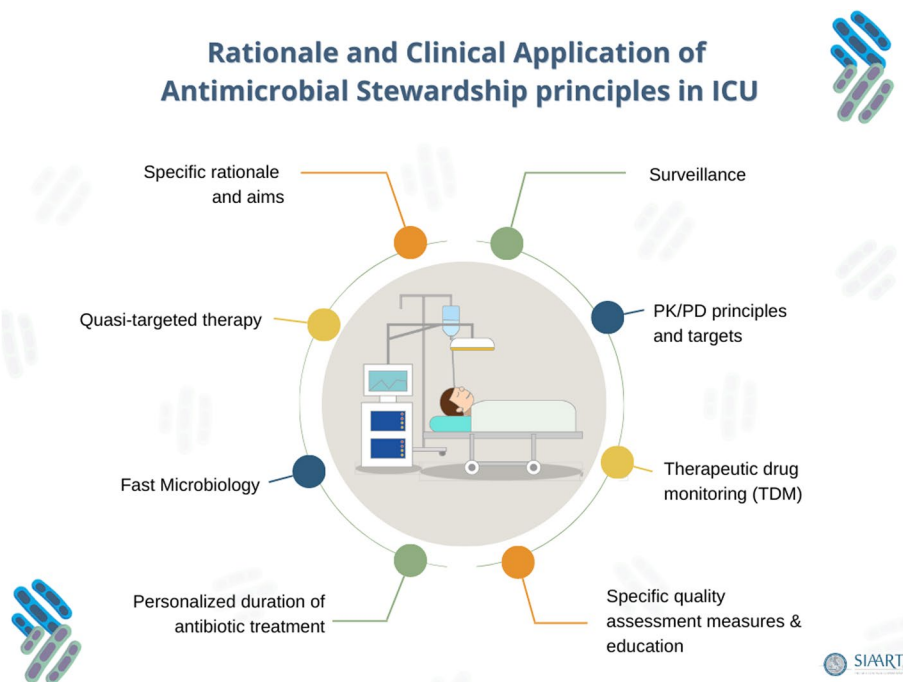 Rationale and Clinical Application of
Antimicrobial Stewardship principles in ICU
Specific rationale
and aims
Surveillance
Quasi-targeted therapy
PK/PD principles
and targets
Fast Microbiology
Therapeutic drug
monitoring (TDM)
Personalized duration of
antibiotic treatment
Specific quality
assessment measures &
education
SIAART